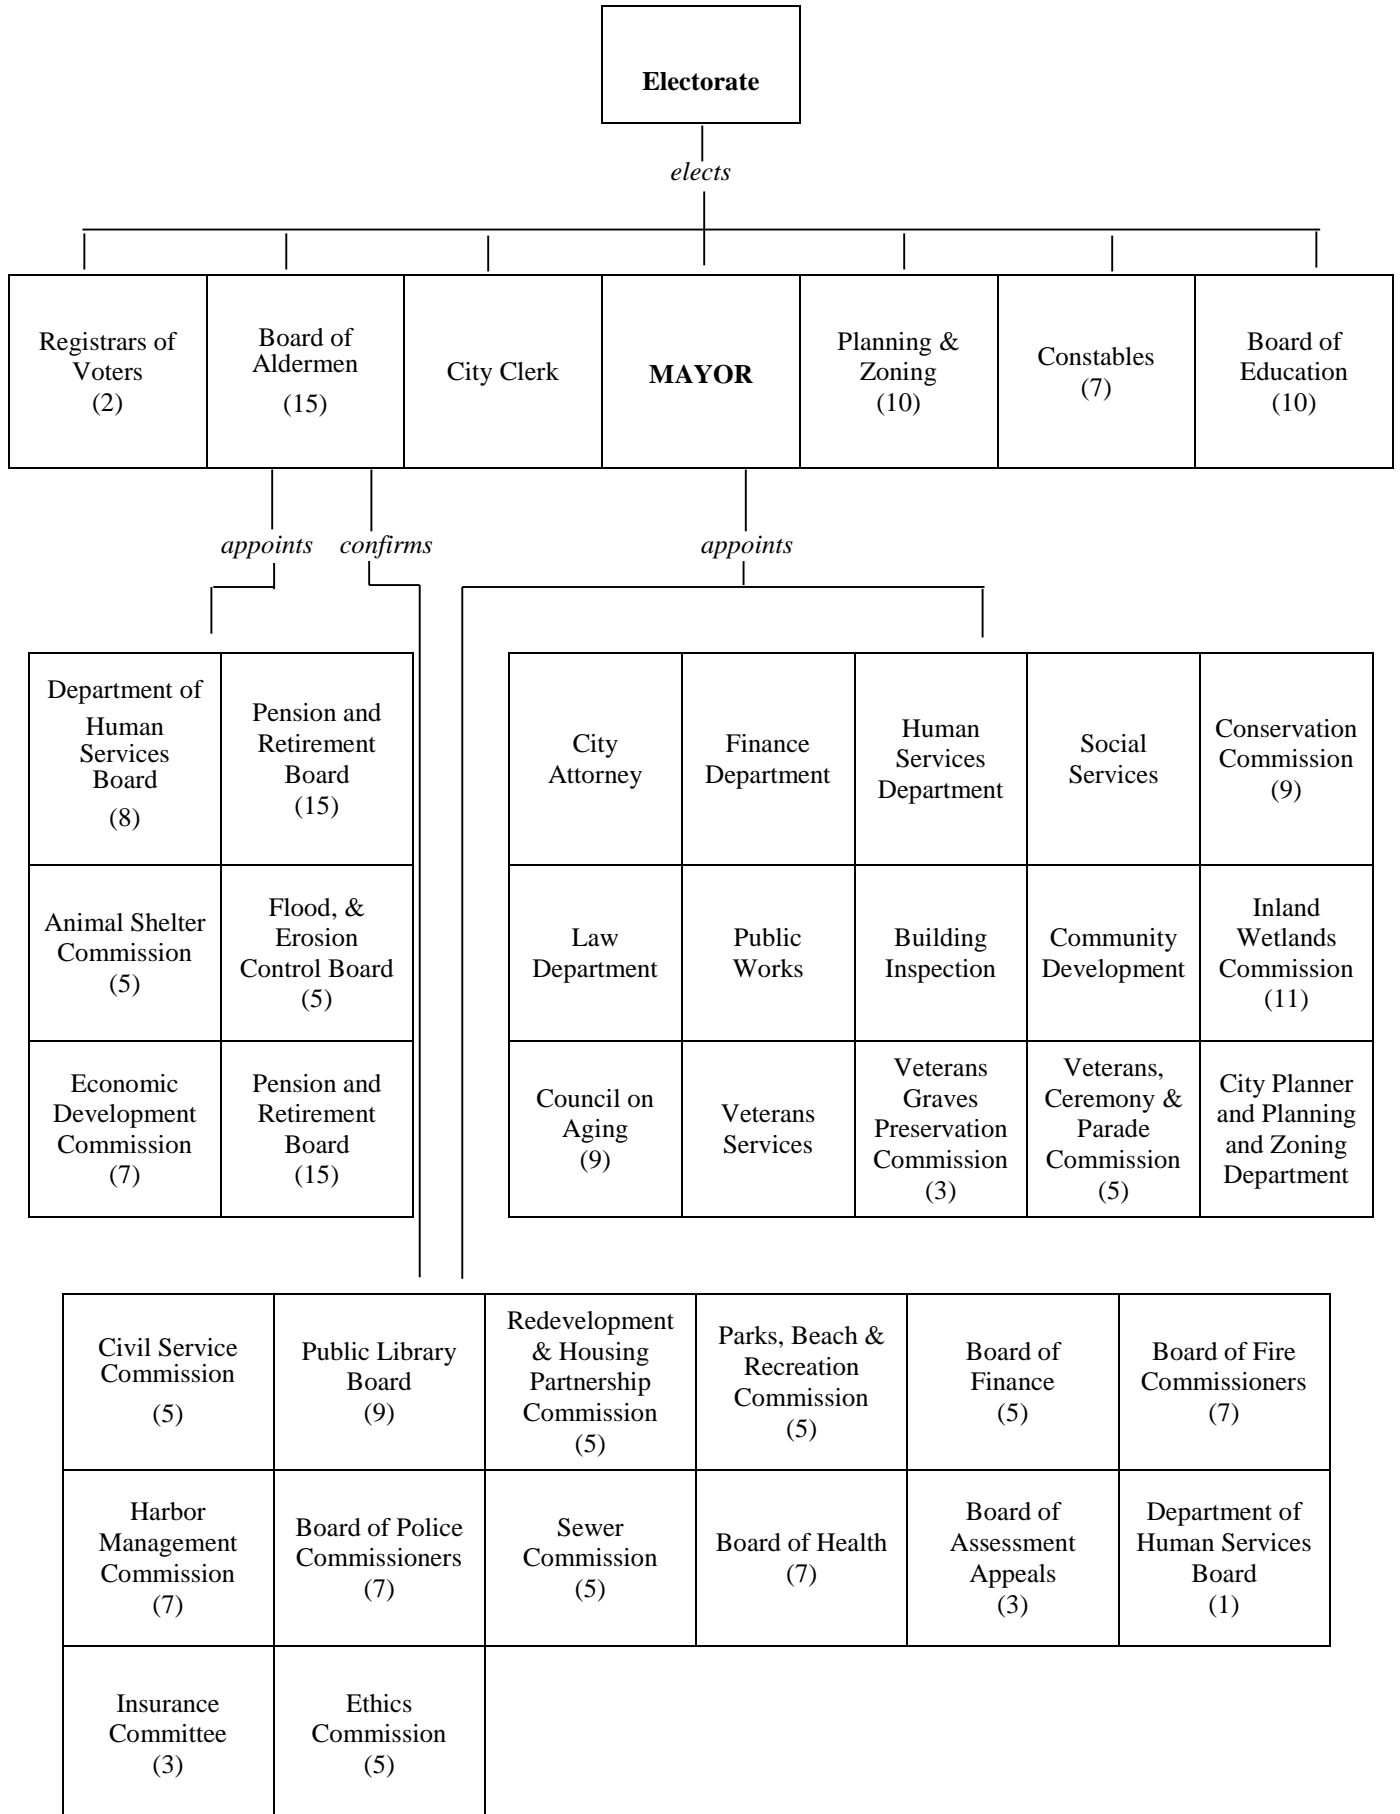 Electorate
elects
Registrars of
Voters
(2)
Board of
Aldermen
(15)
City Clerk
MAYOR
Planning &
Zoning
(10)
Constables
(7)
Board of
Education
(10)
appoints
confirms
appoints
Department of
Human
Services
Board
(8)
Pension and
Retirement
Board
(15)
Animal Shelter
Commission
(5)
Flood, &
Erosion
Control Board
(5)
Economic
Development
Commission
(7)
Pension and
Retirement
Board
(15)
City
Attorney
Finance
Department
Human
Services
Department
Social
Services
Conservation
Commission
(9)
Law
Department
Public
Works
Building
Inspection
Community
Development
Inland
Wetlands
Commission
(11)
Council on
Aging
(9)
Veterans
Services
Veterans
Graves
Preservation
Commission
(3)
Veterans,
Ceremony &
Parade
Commission
(5)
City Planner
and Planning
and Zoning
Department
Civil Service
Commission
(5)
Public Library
Board
(9)
Redevelopment
& Housing
Partnership
Commission
(5)
Parks, Beach &
Recreation
Commission
(5)
Board of
Finance
(5)
Board of Fire
Commissioners
(7)
Harbor
Management
Commission
(7)
Board of Police
Commissioners
(7)
Sewer
Commission
(5)
Board of Health
(7)
Board of
Assessment
Appeals
(3)
Department of
Human Services
Board
(1)
Insurance
Committee
(3)
Ethics
Commission
(5)